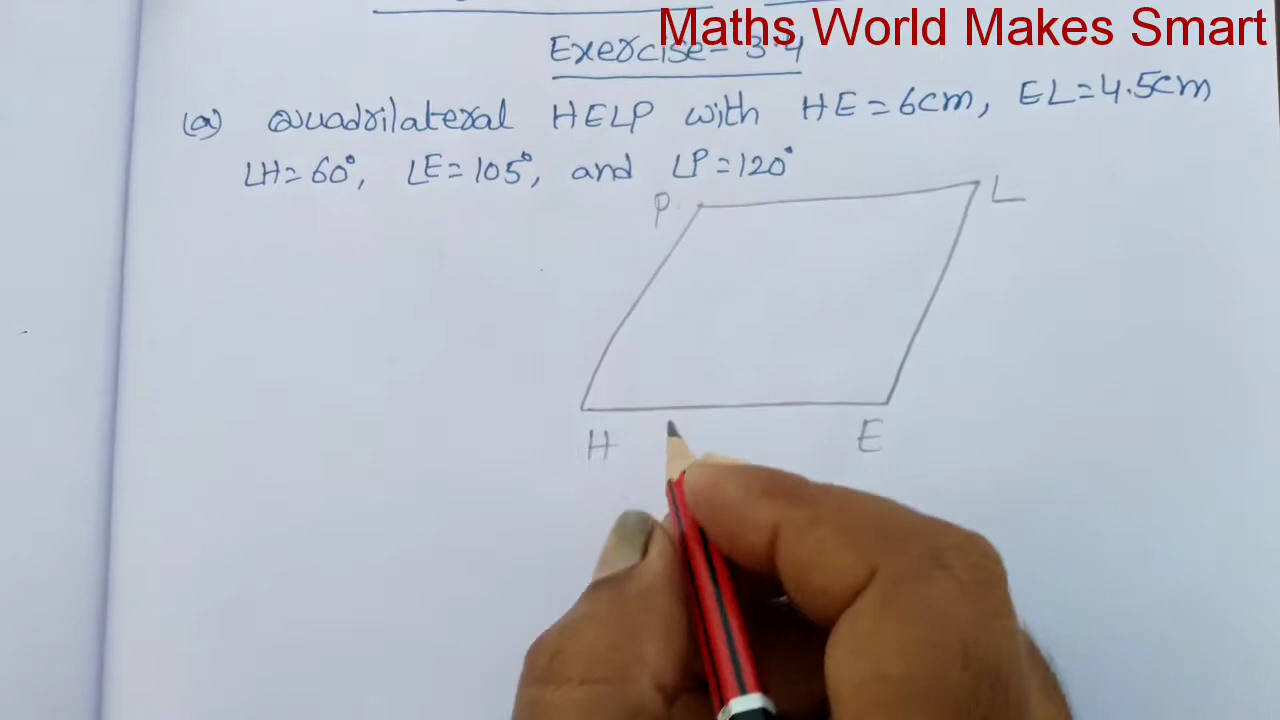 Maths World Makes Smart
Exercise - 3.4
(a) Quadrilateral HELP with HE = 6cm, EL = 4.5cm
∠H = 60°, ∠E = 105°, and ∠P = 120°
P. L
H E